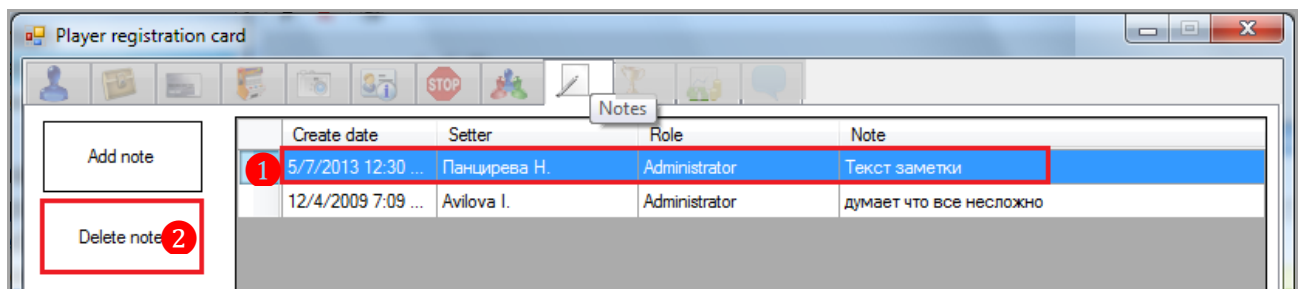 Player registration card
STOP
Notes
Create date Setter Role Note
Add note
1 5/7/2013 12:30 ... Панцирева Н. Administrator Текст заметки
12/4/2009 7:09 ... Avilova I. Administrator думает что все несложно
Delete note 2